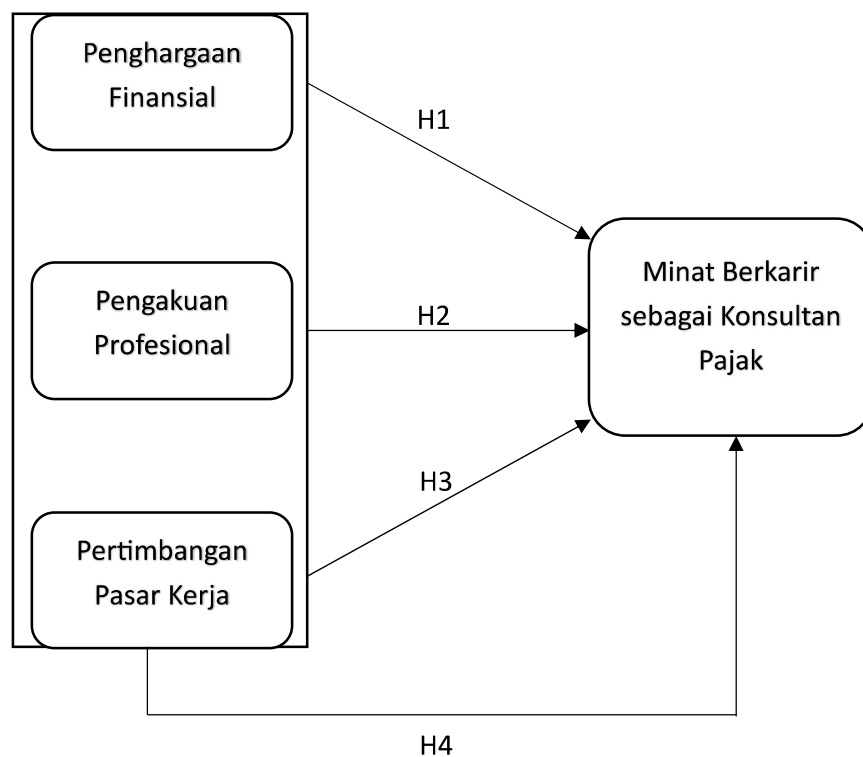 Penghargaan
Finansial
H1
Pengakuan
Profesional
H2
Minat Berkarir
sebagai Konsultan
Pajak
H3
Pertimbangan
Pasar Kerja
H4